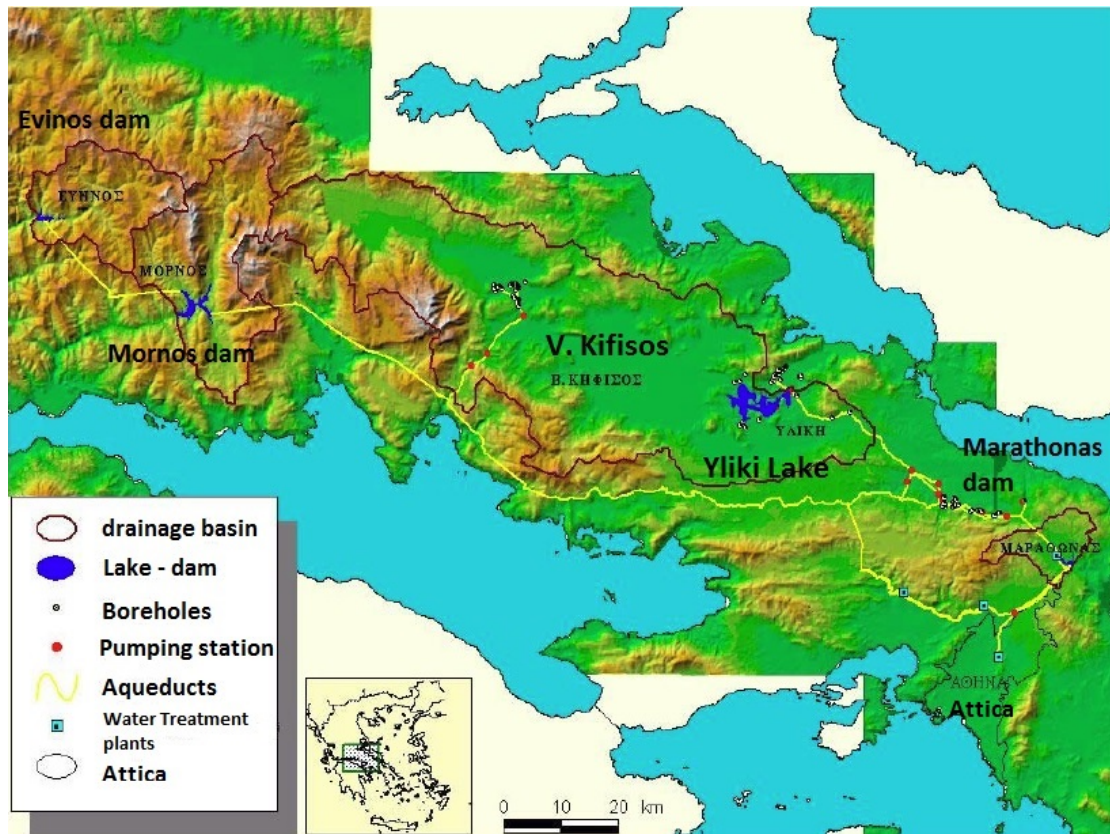 Evinos dam
ΕΥΗΝΟΣ
ΜΟΡΝΟΣ
Mornos dam
V. Kifisos
Β. ΚΗΦΙΣΟΣ
ΥΛΙΚΗ
Yliki Lake
Marathonas
dam
ΜΑΡΑΘΩΝΑΣ
ΑΘΗΝΑ
Attica
drainage basin
Lake - dam
Boreholes
Pumping station
Aqueducts
Water Treatment
plants
Attica
0 10 20 km